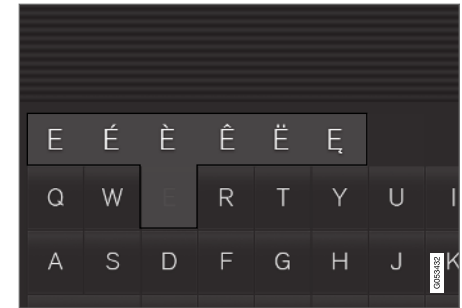 E É È Ê Ë Ę
Q W E R T Y U I
A S D F G H J K
G053432